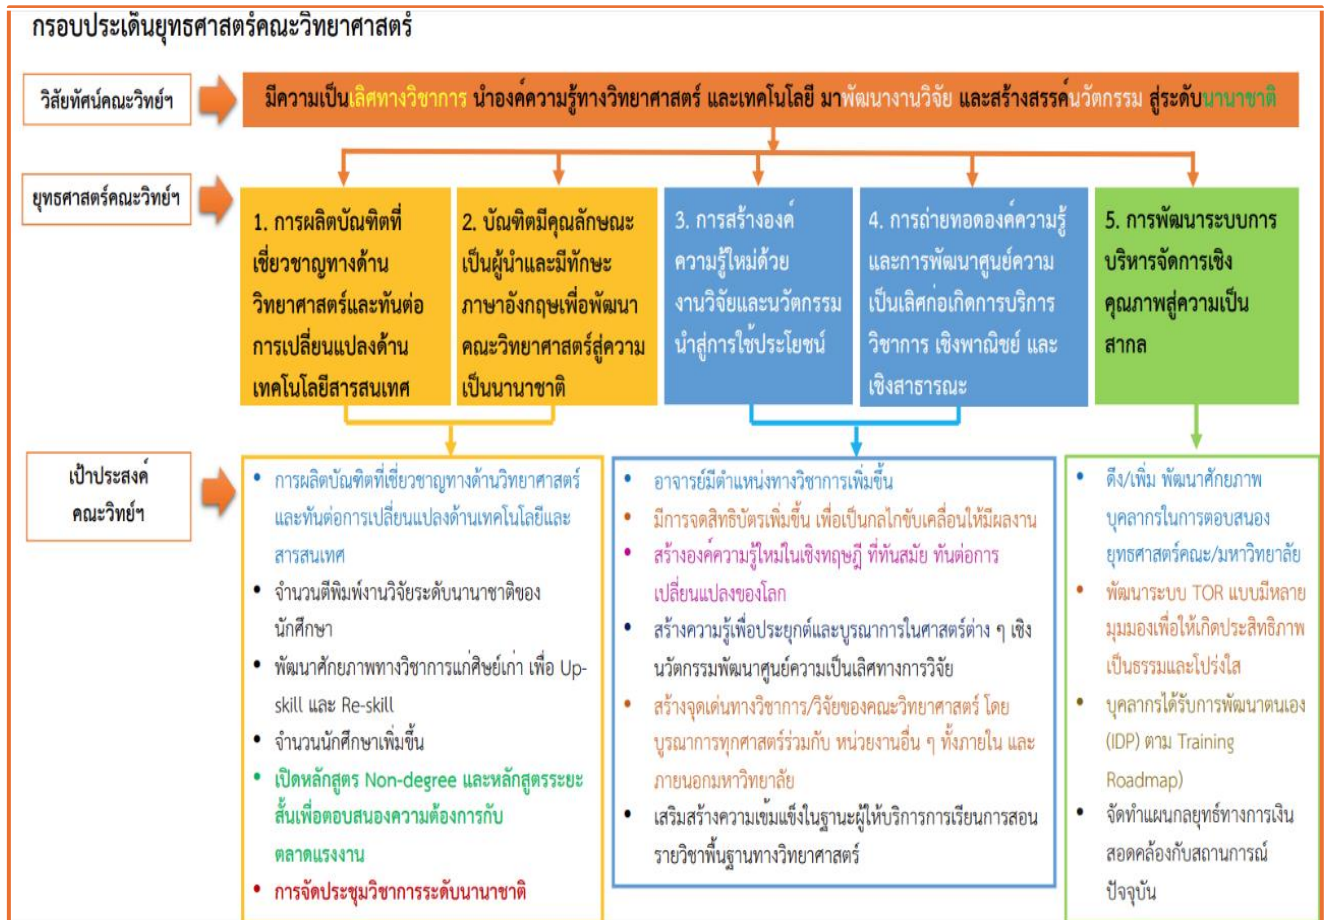 กรอบประเด็นยุทธศาสตร์คณะวิทยาศาสตร์
วิสัยทัศน์คณะวิทย์ฯ
มีความเป็นเลิศทางวิชาการ นำองค์ความรู้ทางวิทยาศาสตร์ และเทคโนโลยี มาพัฒนางานวิจัย และสร้างสรรค์นวัตกรรม สู่ระดับนานาชาติ
ยุทธศาสตร์คณะวิทย์ฯ
1. การผลิตบัณฑิตที่
เชี่ยวชาญทางด้าน
วิทยาศาสตร์และทันต่อ
การเปลี่ยนแปลงด้าน
เทคโนโลยีสารสนเทศ
2. บัณฑิตมีคุณลักษณะ
เป็นผู้นำและมีทักษะ
ภาษาอังกฤษเพื่อพัฒนา
คณะวิทยาศาสตร์สู่ความ
เป็นนานาชาติ
3. การสร้างองค์
ความรู้ใหม่ด้วย
งานวิจัยและนวัตกรรม
นำสู่การใช้ประโยชน์
4. การถ่ายทอดองค์ความรู้
และการพัฒนาศูนย์ความ
เป็นเลิศก่อเกิดการบริการ
วิชาการ เชิงพาณิชย์ และ
เชิงสาธารณะ
5. การพัฒนาระบบการ
บริหารจัดการเชิง
คุณภาพสู่ความเป็น
สากล
เป้าประสงค์
คณะวิทย์ฯ
• การผลิตบัณฑิตที่เชี่ยวชาญทางด้านวิทยาศาสตร์
และทันต่อการเปลี่ยนแปลงด้านเทคโนโลยีและ
สารสนเทศ
• จำนวนตีพิมพ์งานวิจัยระดับนานาชาติของ
นักศึกษา
• พัฒนาศักยภาพทางวิชาการแก่ศิษย์เก่า เพื่อ Up-
skill และ Re-skill
• จำนวนนักศึกษาเพิ่มขึ้น
• เปิดหลักสูตร Non-degree และหลักสูตรระยะ
สั้นเพื่อตอบสนองความต้องการกับ
ตลาดแรงงาน
• การจัดประชุมวิชาการระดับนานาชาติ
• อาจารย์มีตำแหน่งทางวิชาการเพิ่มขึ้น
• มีการจดสิทธิบัตรเพิ่มขึ้น เพื่อเป็นกลไกขับเคลื่อนให้มีผลงาน
• สร้างองค์ความรู้ใหม่ในเชิงทฤษฎี ที่ทันสมัย ทันต่อการ
เปลี่ยนแปลงของโลก
• สร้างความรู้เพื่อประยุกต์และบูรณาการในศาสตร์ต่าง ๆ เชิง
นวัตกรรมพัฒนาศูนย์ความเป็นเลิศทางการวิจัย
• สร้างจุดเด่นทางวิชาการ/วิจัยของคณะวิทยาศาสตร์ โดย
บูรณาการทุกศาสตร์ร่วมกับ หน่วยงานอื่น ๆ ทั้งภายใน และ
ภายนอกมหาวิทยาลัย
• เสริมสร้างความเข้มแข็งในฐานะผู้ให้บริการการเรียนการสอน
รายวิชาพื้นฐานทางวิทยาศาสตร์
• ดึง/เพิ่ม พัฒนาศักยภาพ
บุคลากรในการตอบสนอง
ยุทธศาสตร์คณะ/มหาวิทยาลัย
• พัฒนาระบบ TOR แบบมีหลาย
มุมมองเพื่อให้เกิดประสิทธิภาพ
เป็นธรรมและโปร่งใส
• บุคลากรได้รับการพัฒนาตนเอง
(IDP) ตาม Training
Roadmap)
• จัดทำแผนกลยุทธ์ทางการเงิน
สอดคล้องกับสถานการณ์
ปัจจุบัน